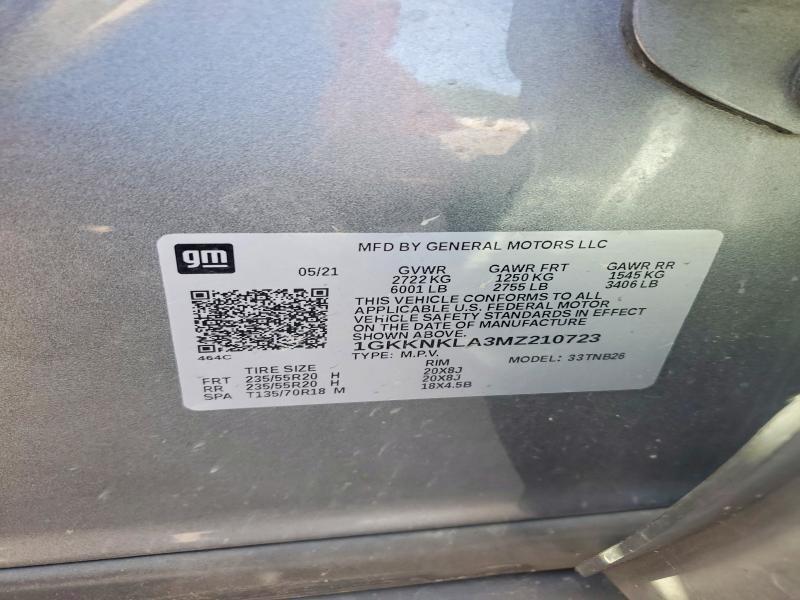 gm
MFD BY GENERAL MOTORS LLC
05/21
GVWR GAWR FRT GAWR RR
2722 KG 1250 KG 1545 KG
6001 LB 2755 LB 3406 LB
THIS VEHICLE CONFORMS TO ALL
APPLICABLE U.S. FEDERAL MOTOR
VEHICLE SAFETY STANDARDS IN EFFECT
ON THE DATE OF MANUFACTURE
SHOWN ABOVE.
1GKKNKLA3MZ210723
464C
TYPE: M.P.V. MODEL: 33TNB26
TIRE SIZE RIM
FRT 235/55R20 H 20X8J
RR 235/55R20 H 20X8J
SPA T135/70R18 M 18X4.5B